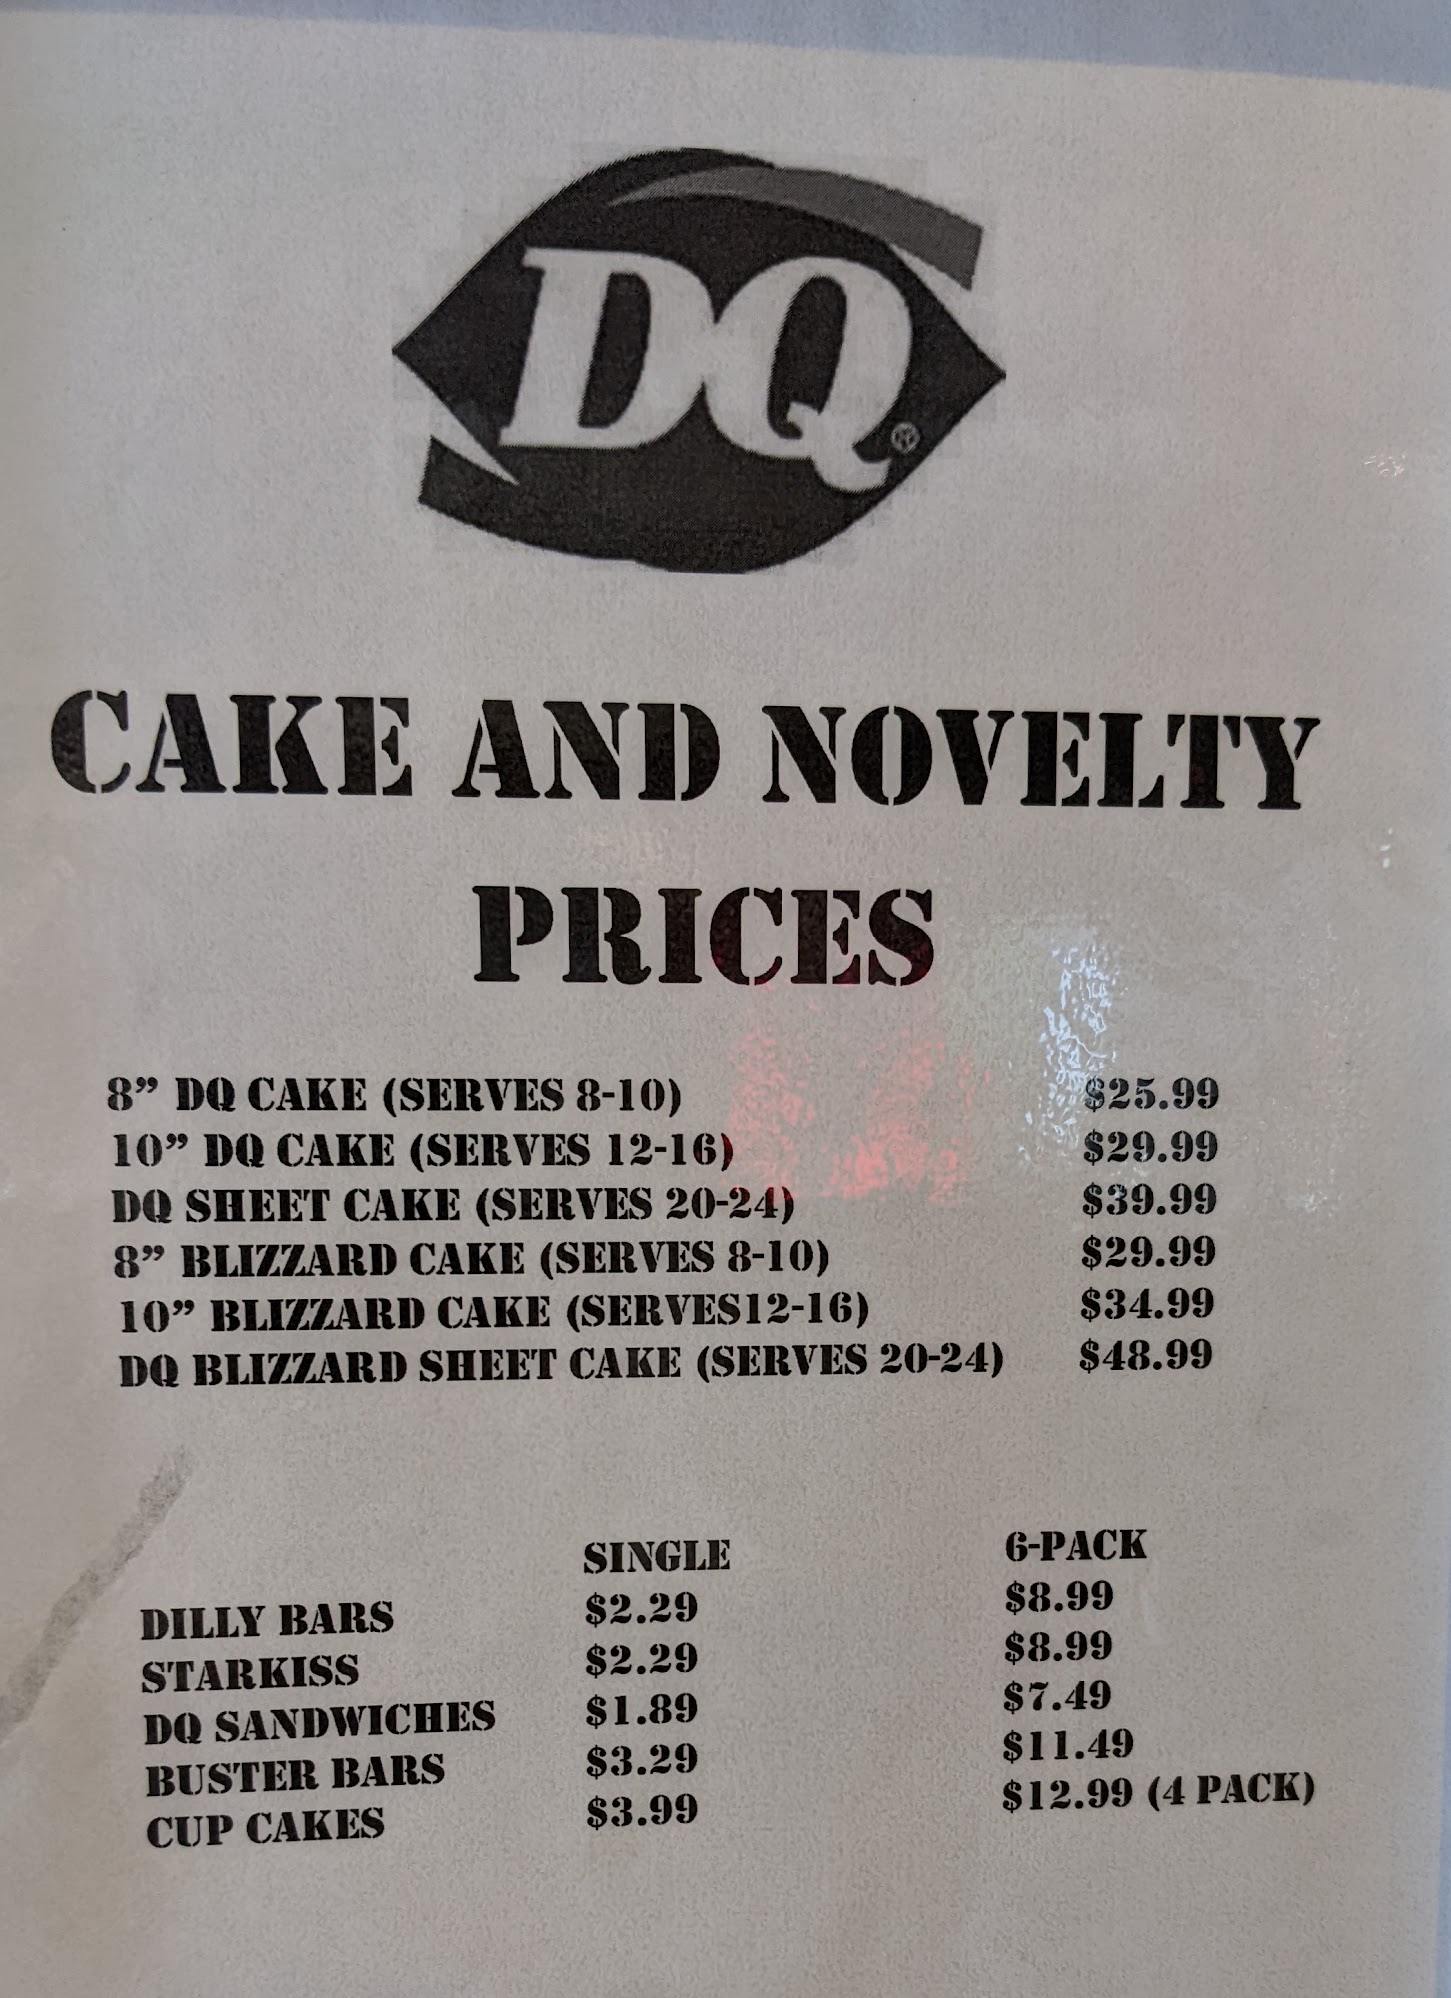 DQ®
CAKE AND NOVELTY
PRICES
8” DQ CAKE (SERVES 8-10) $25.99
10” DQ CAKE (SERVES 12-16) $29.99
DQ SHEET CAKE (SERVES 20-24) $39.99
8” BLIZZARD CAKE (SERVES 8-10) $29.99
10” BLIZZARD CAKE (SERVES12-16) $34.99
DQ BLIZZARD SHEET CAKE (SERVES 20-24) $48.99
SINGLE 6-PACK
DILLY BARS $2.29 $8.99
STARKISS $2.29 $8.99
DQ SANDWICHES $1.89 $7.49
BUSTER BARS $3.29 $11.49
CUP CAKES $3.99 $12.99 (4 PACK)